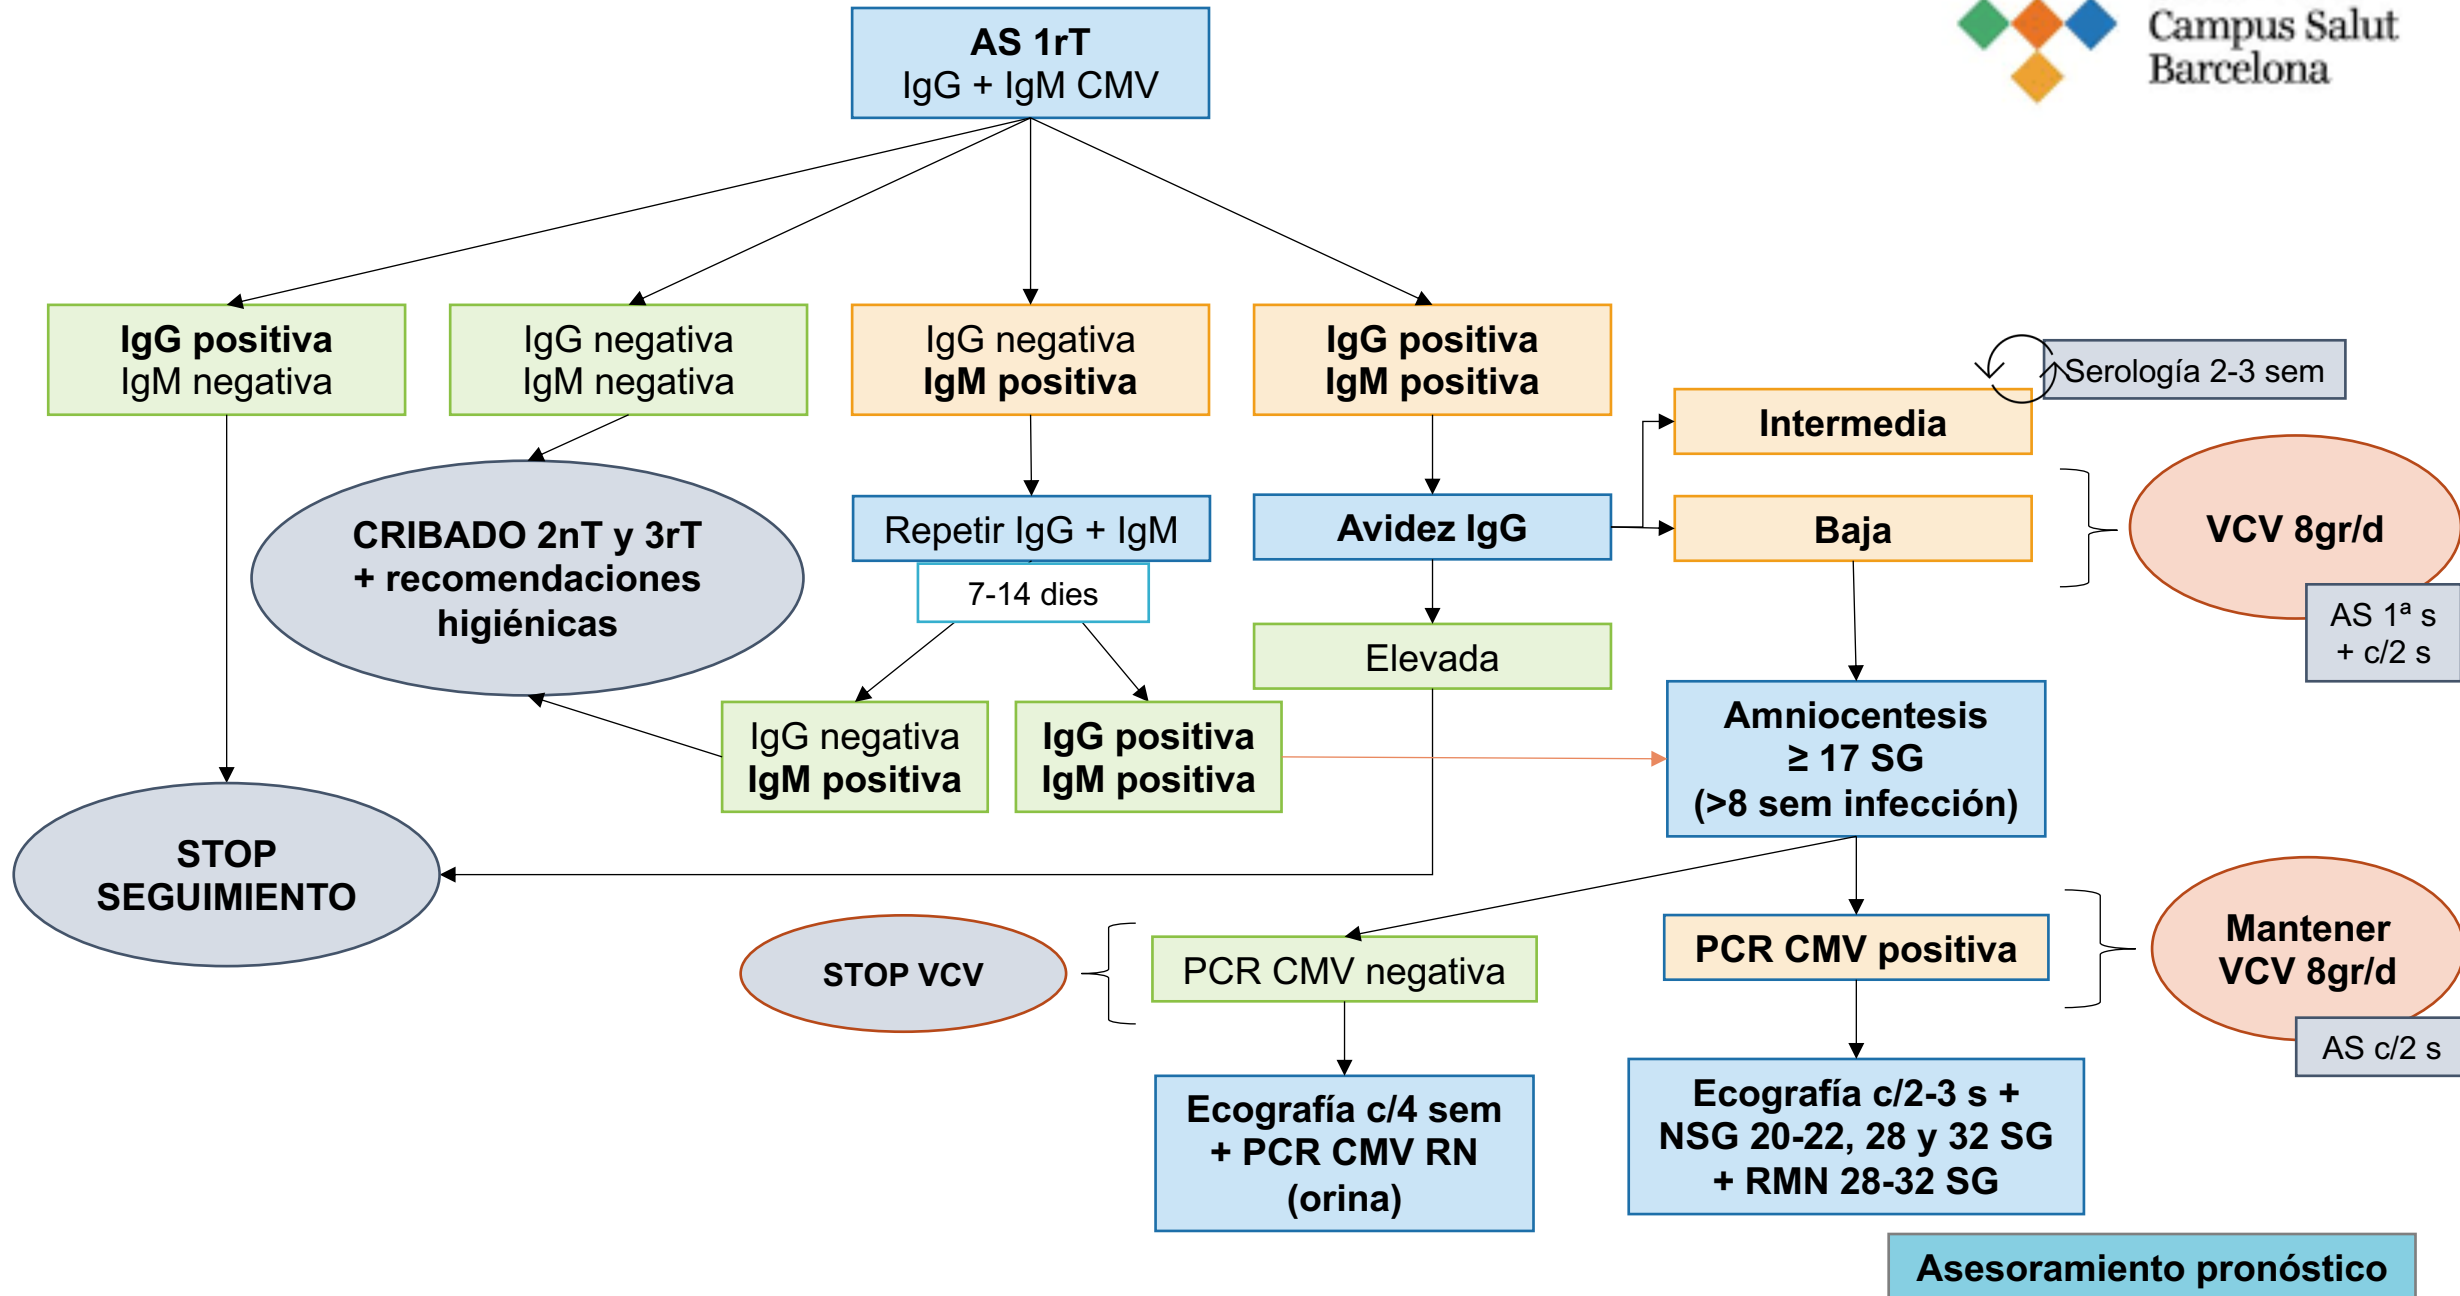 AS 1rT
IgG + IgM CMV
Campus Salut
Barcelona
IgG positiva
IgM negativa
IgG negativa
IgM negativa
IgG negativa
IgM positiva
IgG positiva
IgM positiva
Serología 2-3 sem
Intermedia
CRIBADO 2nT y 3rT
+ recomendaciones
higiénicas
Repetir IgG + IgM
7-14 dies
Avidez IgG
Baja
VCV 8gr/d
AS 1ª s
+ c/2 s
Elevada
IgG negativa
IgM positiva
IgG positiva
IgM positiva
Amniocentesis
≥ 17 SG
(>8 sem infección)
STOP
SEGUIMIENTO
STOP VCV
PCR CMV negativa
PCR CMV positiva
Mantener
VCV 8gr/d
AS c/2 s
Ecografía c/4 sem
+ PCR CMV RN
(orina)
Ecografía c/2-3 s +
NSG 20-22, 28 y 32 SG
+ RMN 28-32 SG
Asesoramiento pronóstico